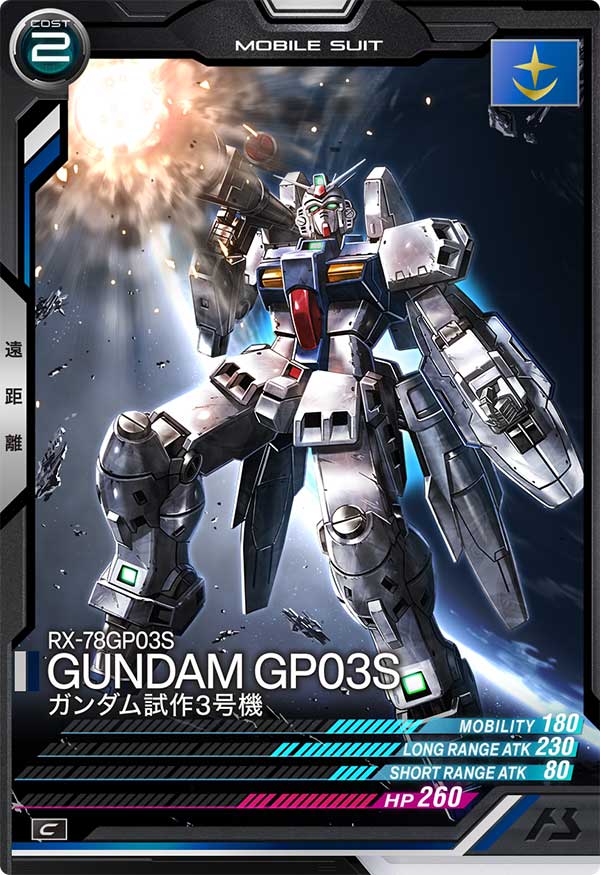 COST
2
MOBILE SUIT
遠距離
RX-78GP03S
GUNDAM GP03S
ガンダム試作3号機
MOBILITY 180
LONG RANGE ATK 230
SHORT RANGE ATK 80
HP 260
C